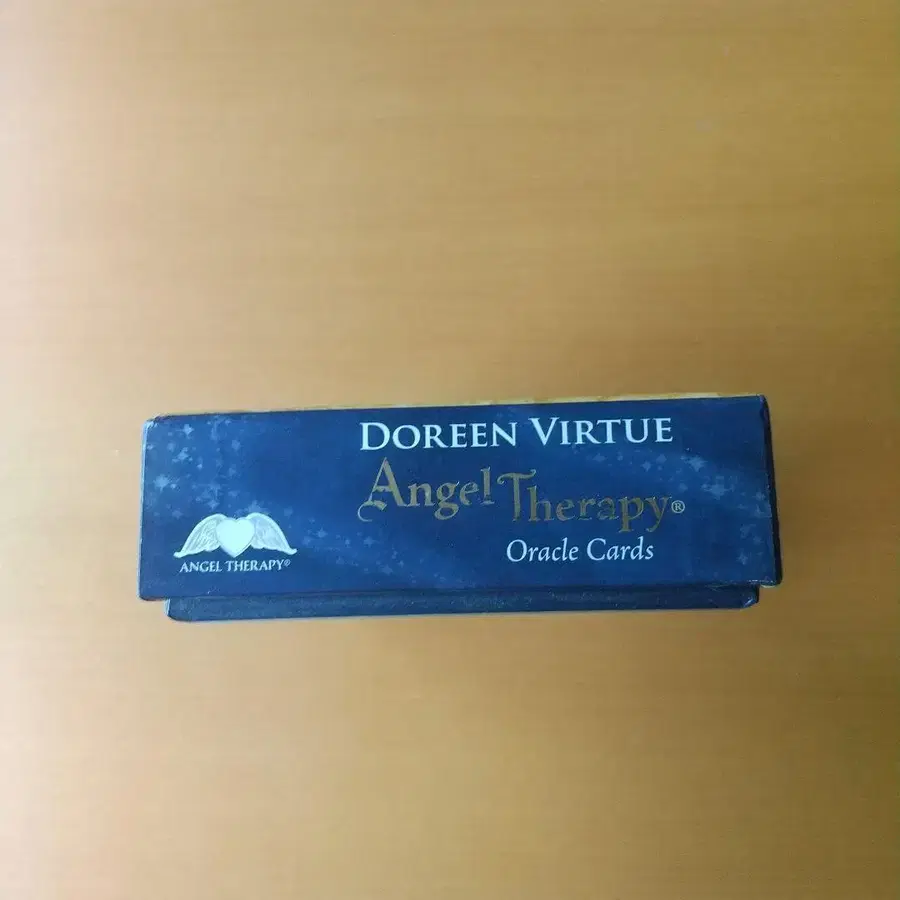 DOREEN VIRTUE
Angel Therapy®
Oracle Cards
ANGEL THERAPY®